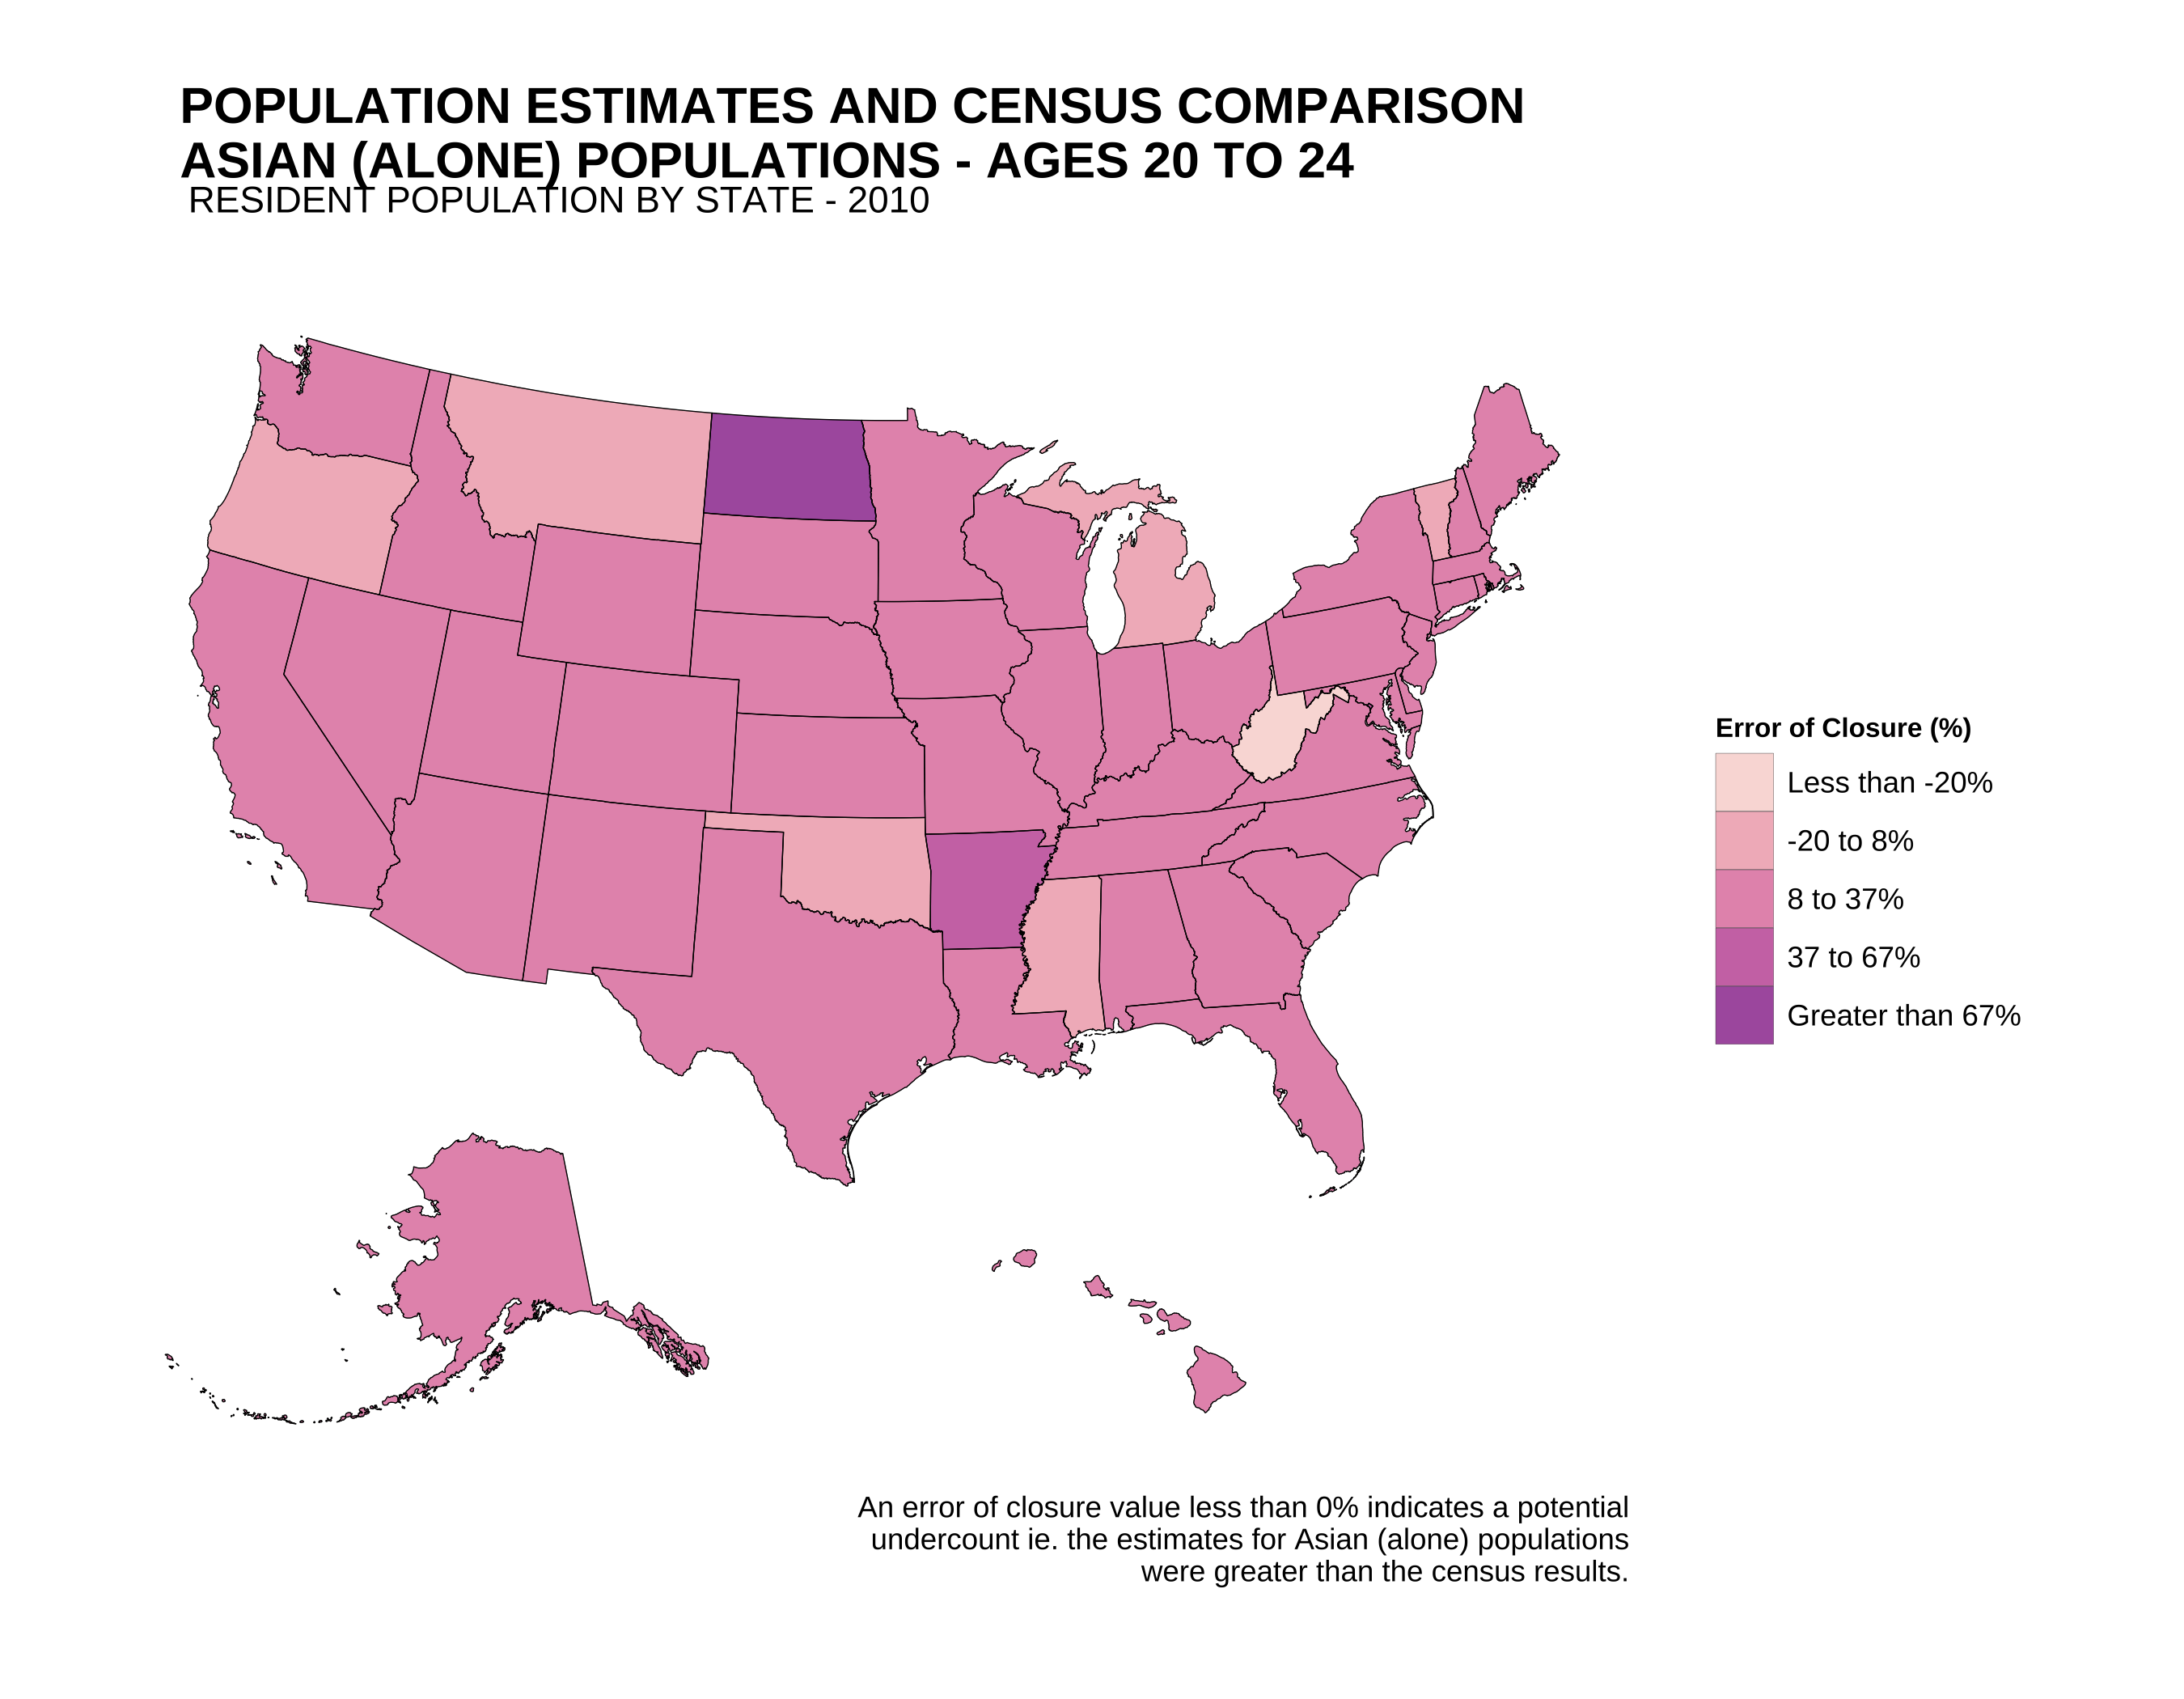 POPULATION ESTIMATES AND CENSUS COMPARISON
ASIAN (ALONE) POPULATIONS - AGES 20 TO 24
RESIDENT POPULATION BY STATE - 2010
Error of Closure (%)
Less than -20%
-20 to 8%
8 to 37%
37 to 67%
Greater than 67%
An error of closure value less than 0% indicates a potential
undercount ie. the estimates for Asian (alone) populations
were greater than the census results.